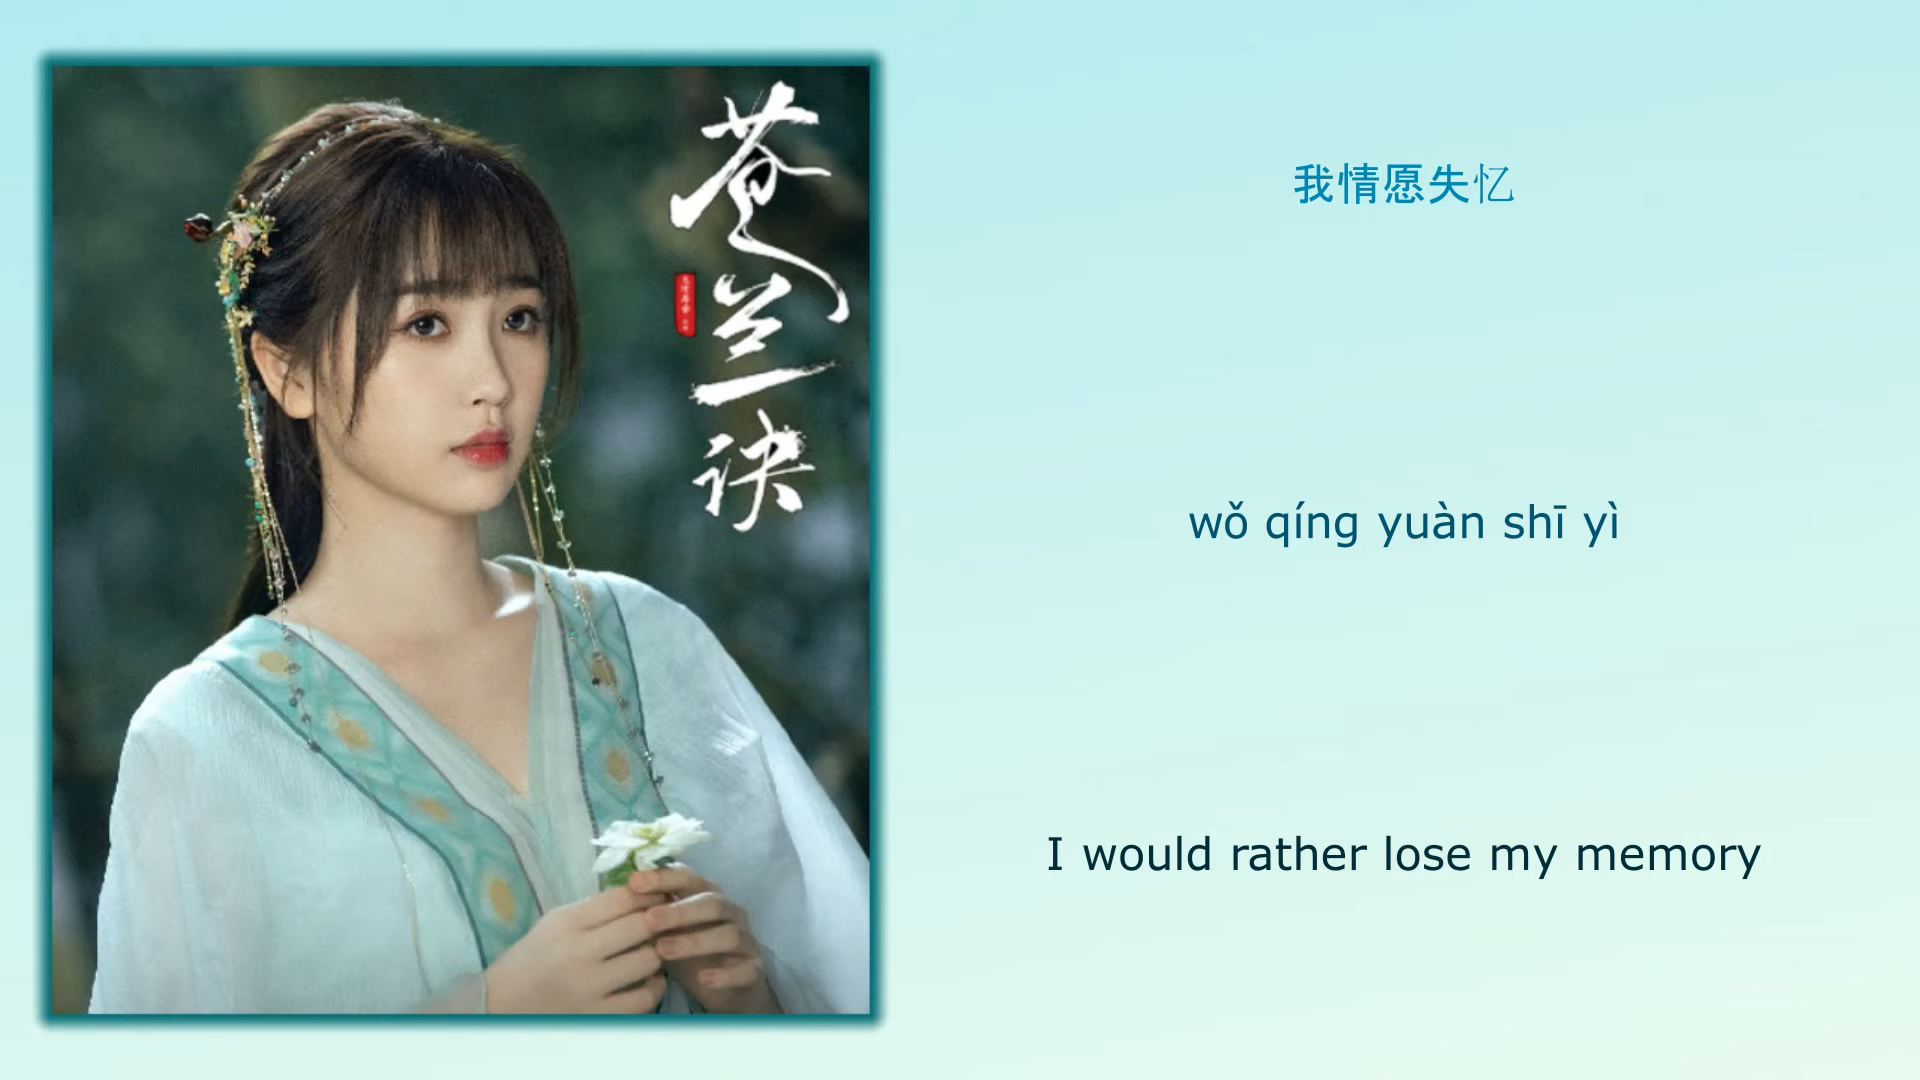 苍兰诀
我情愿失忆
wǒ qíng yuàn shī yì
I would rather lose my memory